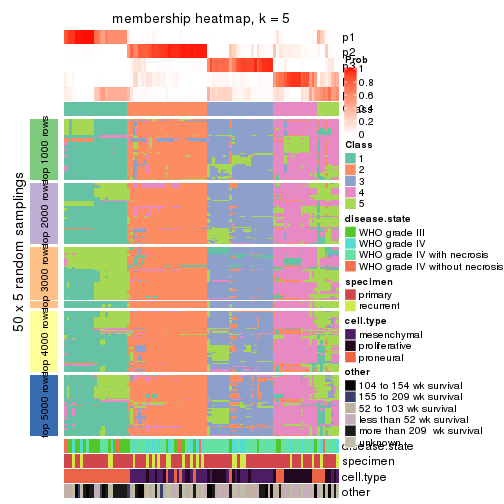 membership heatmap, k = 5
p1
p2
p3
Prob
1
0.8
0.6
0.4
0.2
0
Class
Class
1
2
3
4
5
disease.state
WHO grade III
WHO grade IV
WHO grade IV with necrosis
WHO grade IV without necrosis
specimen
primary
recurrent
cell.type
mesenchymal
proliferative
proneural
other
104 to 154 wk survival
155 to 209 wk survival
52 to 103 wk survival
less than 52 wk survival
more than 209 wk survival
unknown
50 x 5 random samplings
top 1000 rows
top 2000 rows
top 3000 rows
top 4000 rows
top 5000 rows
disease.state
specimen
cell.type
other